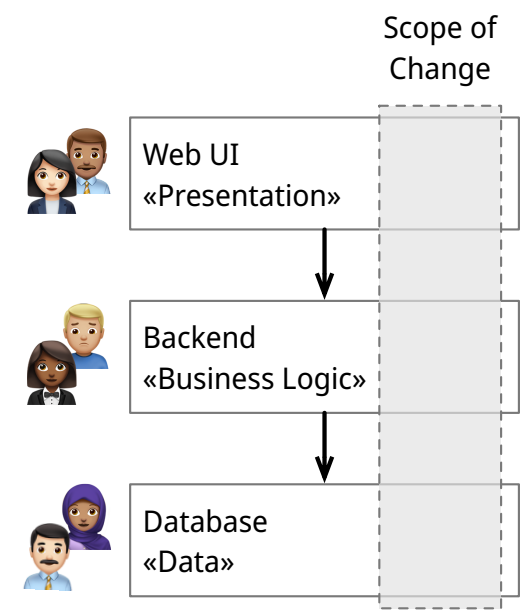 Scope of
Change
Web UI
«Presentation»
Backend
«Business Logic»
Database
«Data»